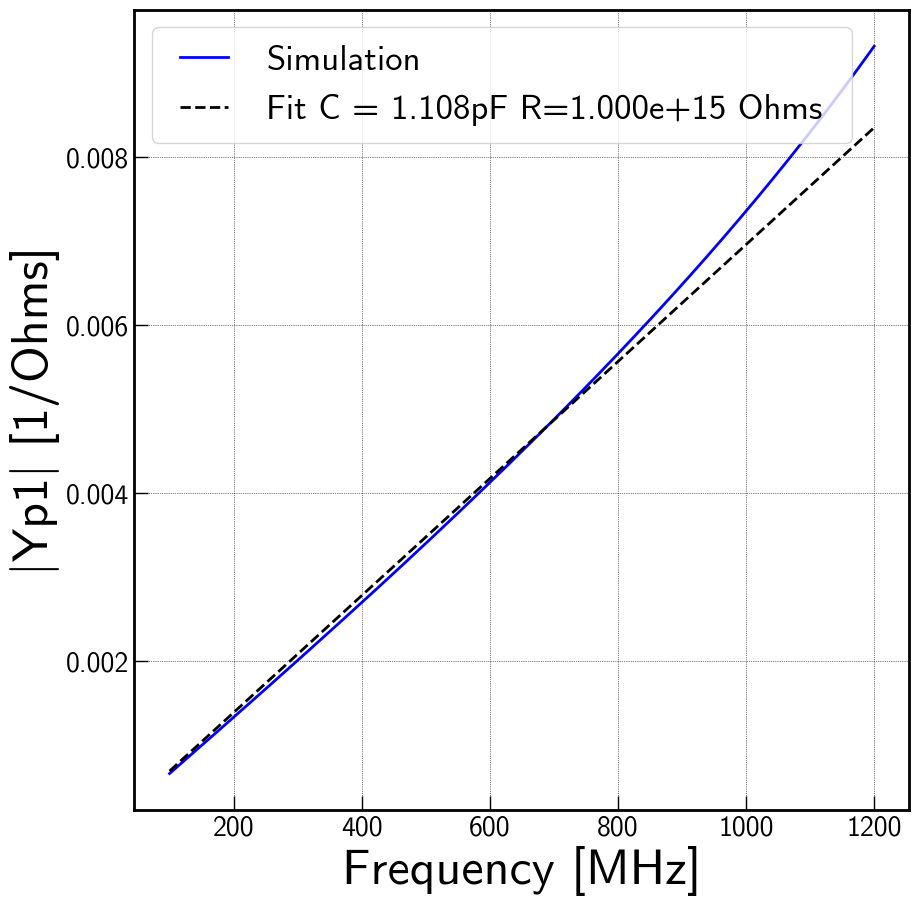 Simulation
Fit C = 1.108pF R=1.000e+15 Ohms
|Yp1| [1/Ohms]
0.008
0.006
0.004
0.002
200 400 600 800 1000 1200
Frequency [MHz]